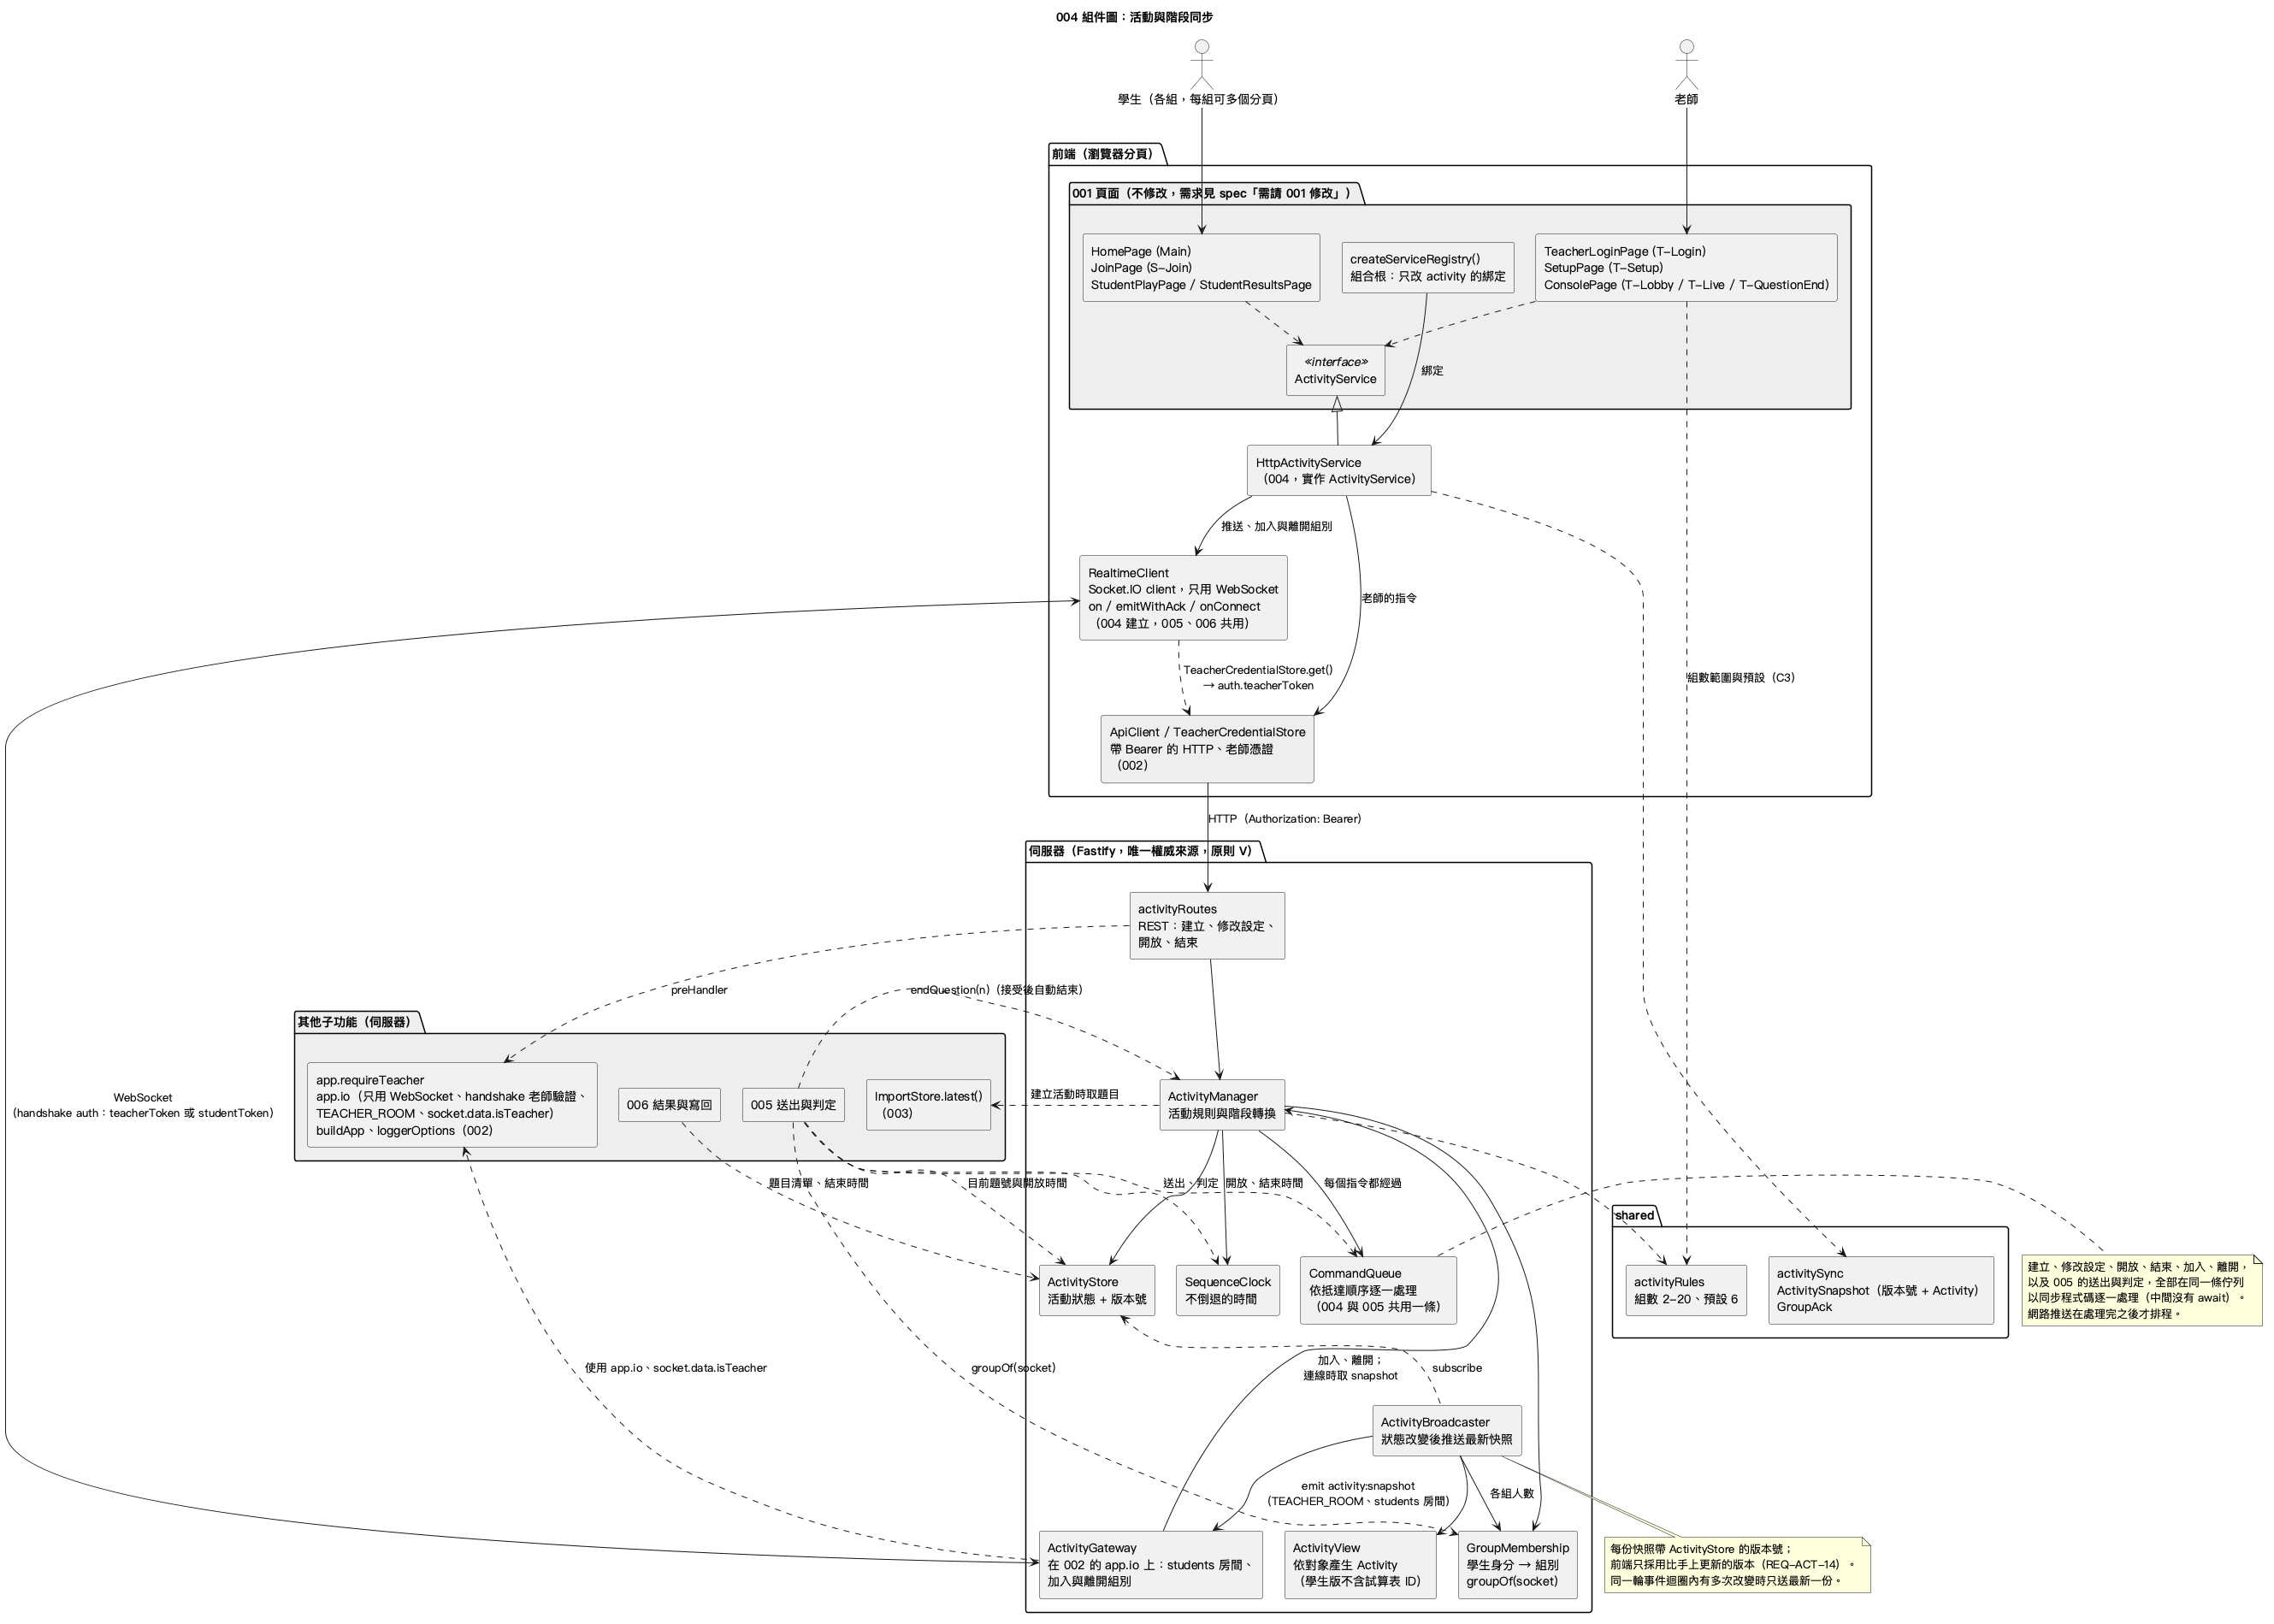 004 組件圖：活動與階段同步
學生（各組，每組可多個分頁）
老師
前端（瀏覽器分頁）
001 頁面（不修改，需求見 spec「需請 001 修改」）
HomePage (Main)
JoinPage (S-Join)
StudentPlayPage / StudentResultsPage
createServiceRegistry()
組合根：只改 activity 的綁定
TeacherLoginPage (T-Login)
SetupPage (T-Setup)
ConsolePage (T-Lobby / T-Live / T-QuestionEnd)
«interface»
ActivityService
綁定
HttpActivityService
（004，實作 ActivityService）
推送、加入與離開組別
RealtimeClient
Socket.IO client，只用 WebSocket
on / emitWithAck / onConnect
（004 建立，005、006 共用）
老師的指令
TeacherCredentialStore.get()
→ auth.teacherToken
組數範圍與預設（C3）
ApiClient / TeacherCredentialStore
帶 Bearer 的 HTTP、老師憑證
（002）
HTTP（Authorization: Bearer）
伺服器（Fastify，唯一權威來源，原則 V）
activityRoutes
REST：建立、修改設定、
開放、結束
preHandler
endQuestion(n)（接受後自動結束）
其他子功能（伺服器）
app.requireTeacher
app.io（只用 WebSocket、handshake 老師驗證、
TEACHER_ROOM、socket.data.isTeacher）
buildApp、loggerOptions（002）
006 結果與寫回
005 送出與判定
ImportStore.latest()
（003）
建立活動時取題目
ActivityManager
活動規則與階段轉換
WebSocket
（handshake auth：teacherToken 或 studentToken）
題目清單、結束時間
目前題號與開放時間
送出、判定
開放、結束時間
每個指令都經過
shared
ActivityStore
活動狀態 + 版本號
SequenceClock
不倒退的時間
CommandQueue
依抵達順序逐一處理
（004 與 005 共用一條）
activityRules
組數 2–20、預設 6
activitySync
ActivitySnapshot（版本號 + Activity）
GroupAck
建立、修改設定、開放、結束、加入、離開，
以及 005 的送出與判定，全部在同一條佇列
以同步程式碼逐一處理（中間沒有 await）。
網路推送在處理完之後才排程。
使用 app.io、socket.data.isTeacher
groupOf(socket)
加入、離開；
連線時取 snapshot
subscribe
ActivityBroadcaster
狀態改變後推送最新快照
emit activity:snapshot
（TEACHER_ROOM、students 房間）
各組人數
ActivityGateway
在 002 的 app.io 上：students 房間、
加入與離開組別
ActivityView
依對象產生 Activity
（學生版不含試算表 ID）
GroupMembership
學生身分 → 組別
groupOf(socket)
每份快照帶 ActivityStore 的版本號；
前端只採用比手上更新的版本（REQ-ACT-14）。
同一輪事件迴圈內有多次改變時只送最新一份。